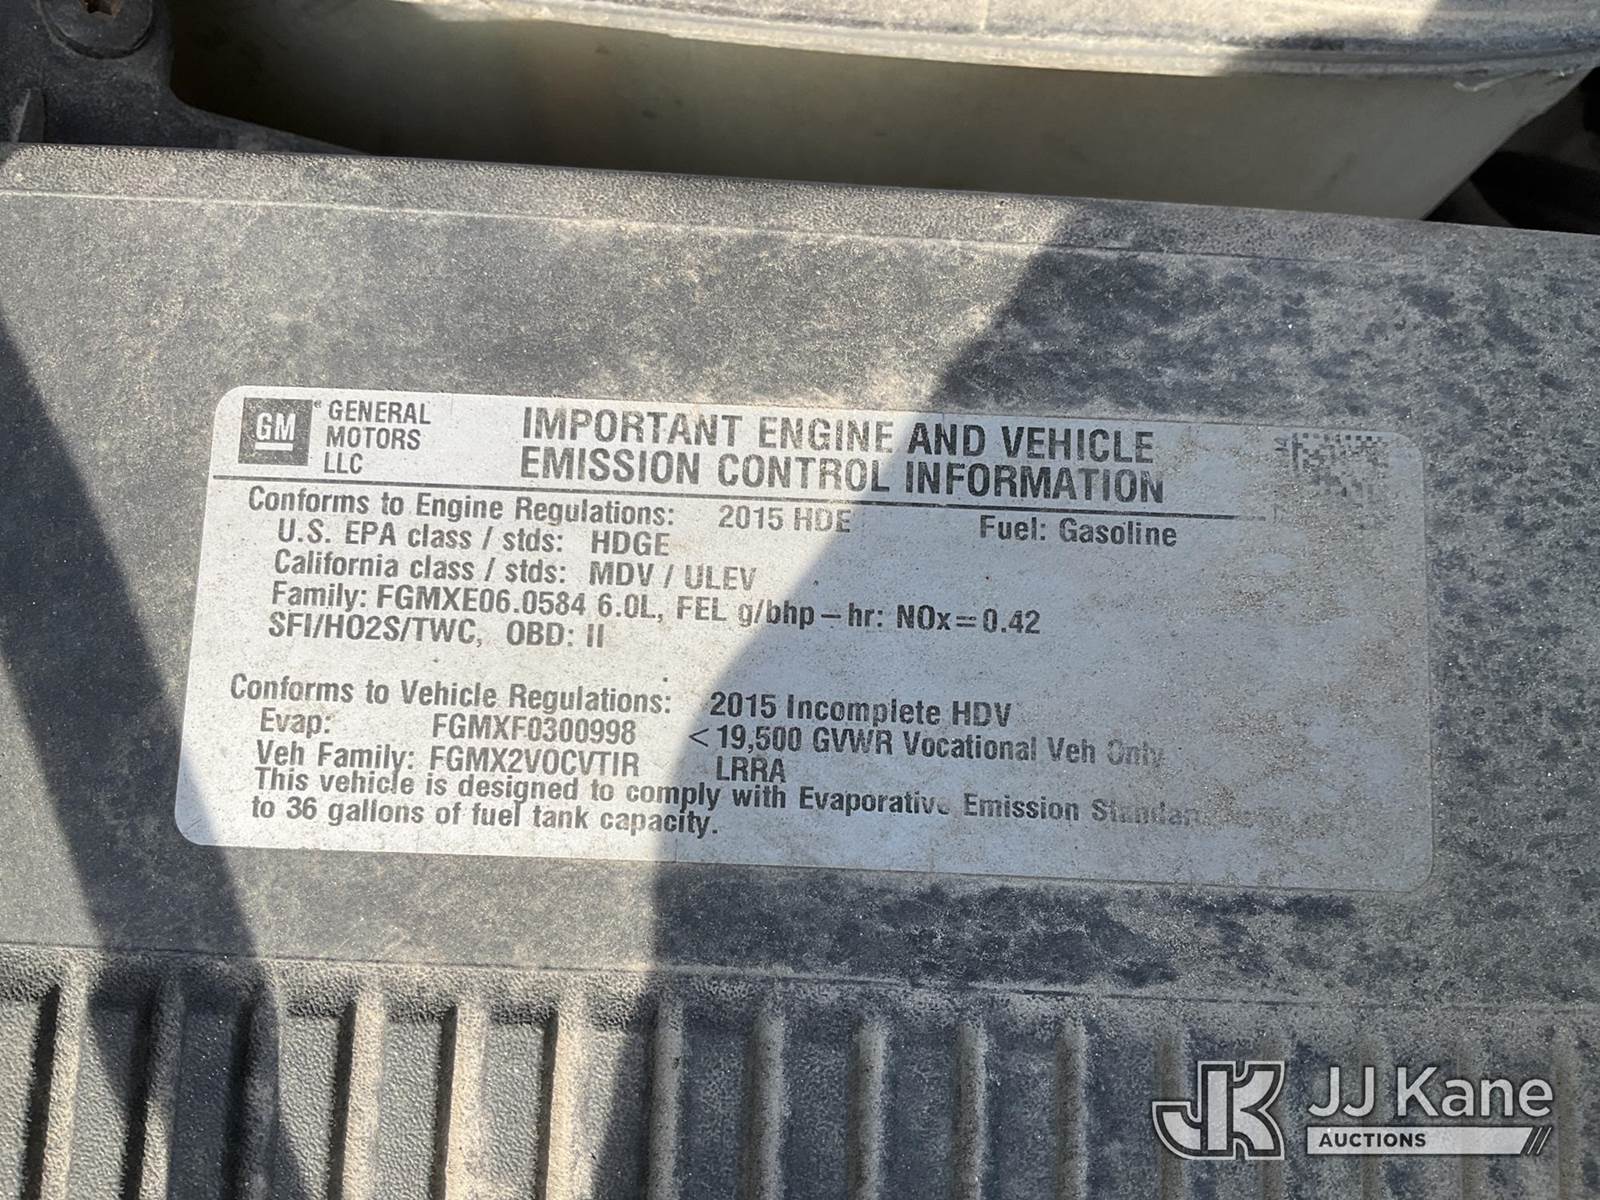 GM
GENERAL
MOTORS
LLC
IMPORTANT ENGINE AND VEHICLE
EMISSION CONTROL INFORMATION
Conforms to Engine Regulations: 2015 HDE Fuel: Gasoline
U.S. EPA class / stds: HDGE
California class / stds: MDV / ULEV
Family: FGMXE06.0584 6.0L, FEL g/bhp–hr: NOx=0.42
SFI/HO2S/TWC, OBD: II
Conforms to Vehicle Regulations: 2015 Incomplete HDV
Evap: FGMXF0300998 <19,500 GVWR Vocational Veh Only
Veh Family: FGMX2VOCVTIR LRRA
This vehicle is designed to comply with Evaporative Emission
to 36 gallons of fuel tank capacity.
JK JJ Kane
AUCTIONS